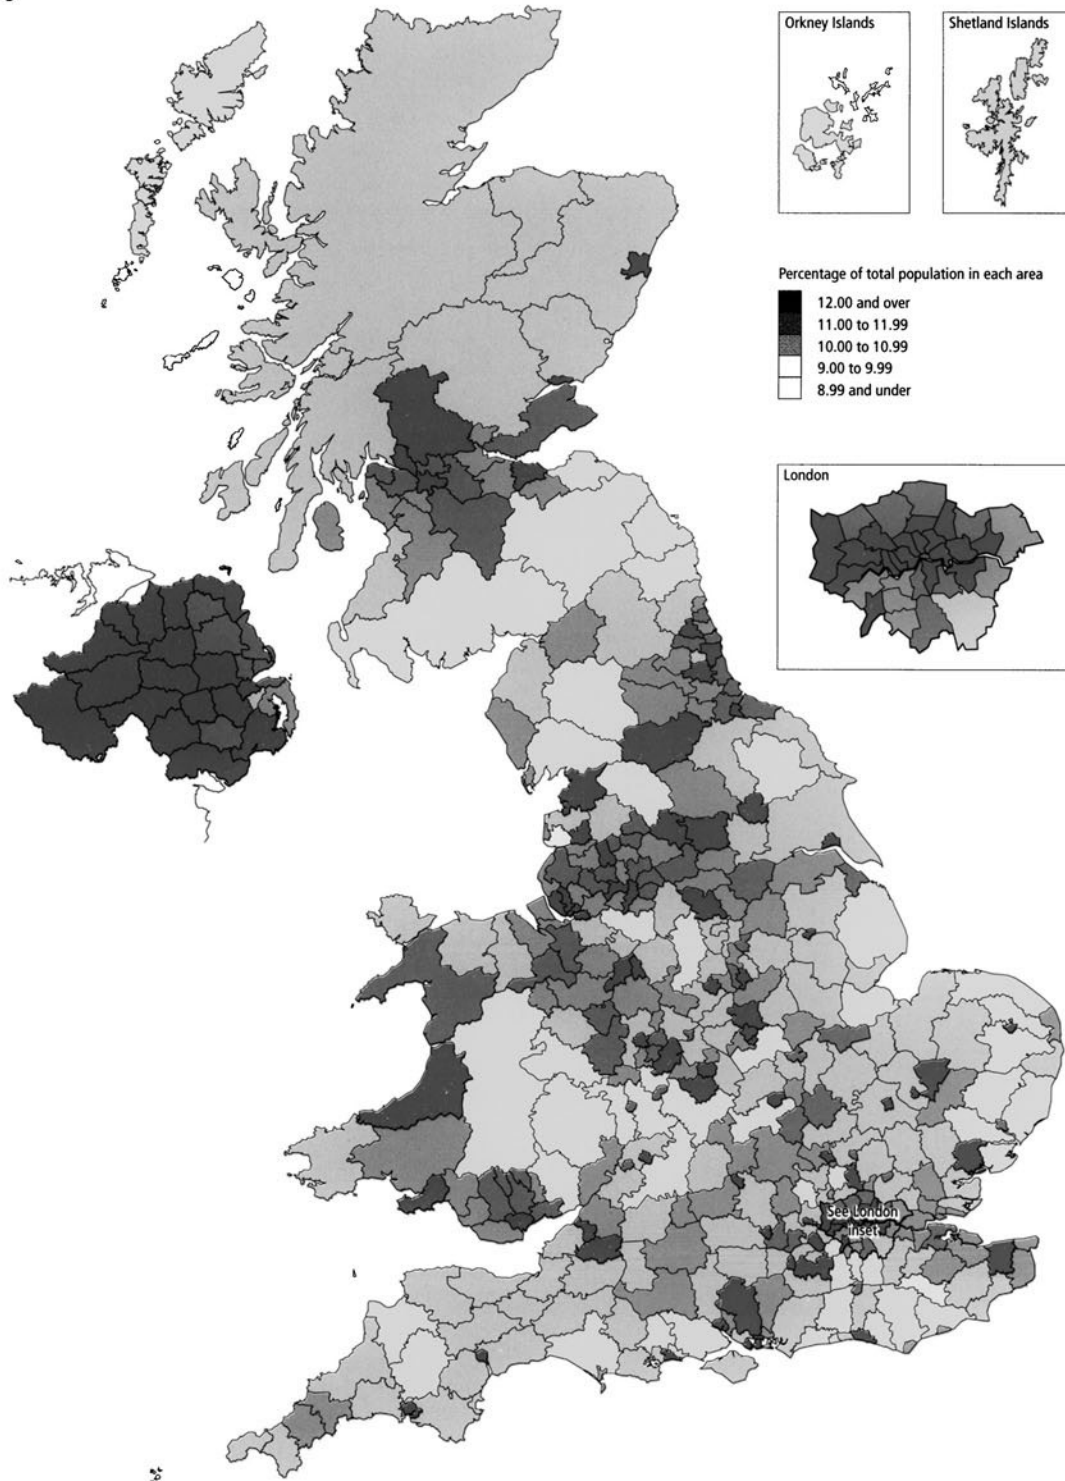 Orkney Islands
Shetland Islands
Percentage of total population in each area
12.00 and over
11.00 to 11.99
10.00 to 10.99
9.00 to 9.99
8.99 and under
London
See London
inset